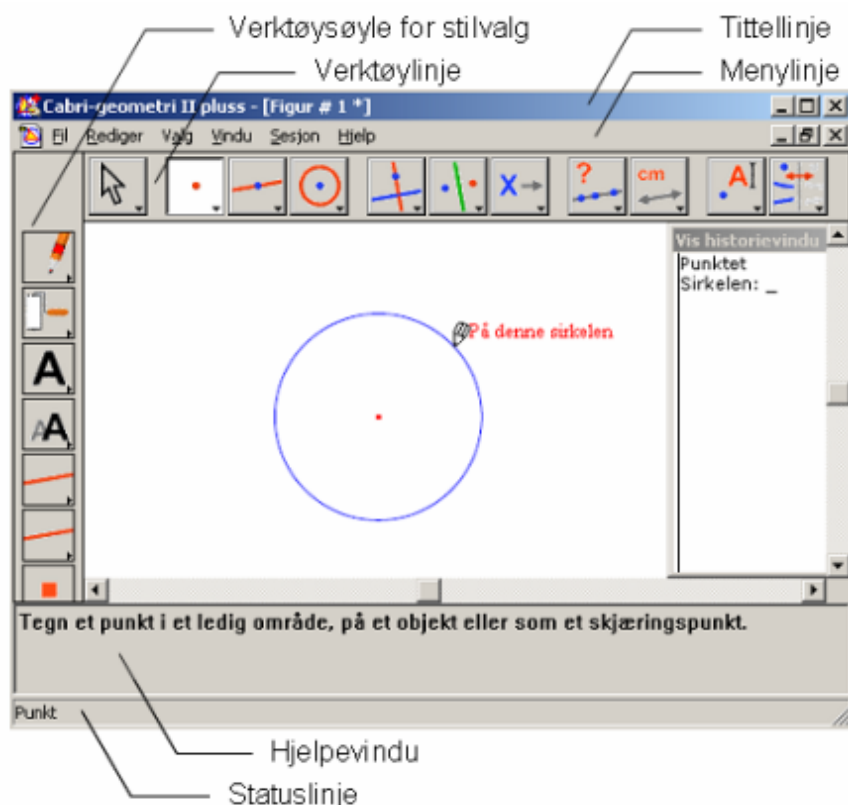 Verktøysøyle for stilvalg
Tittellinje
Verktøylinje
Menylinje
Cabri-geometri II pluss - [Figur # 1 *]
Fil Rediger Valg Vindu Sesjon Hjelp
X
?
cm
A
Vis historievindu
Punktet
Sirkelen: _
På denne sirkelen
A
AA
Tegn et punkt i et ledig område, på et objekt eller som et skjæringspunkt.
Punkt
Hjelpevindu
Statuslinje